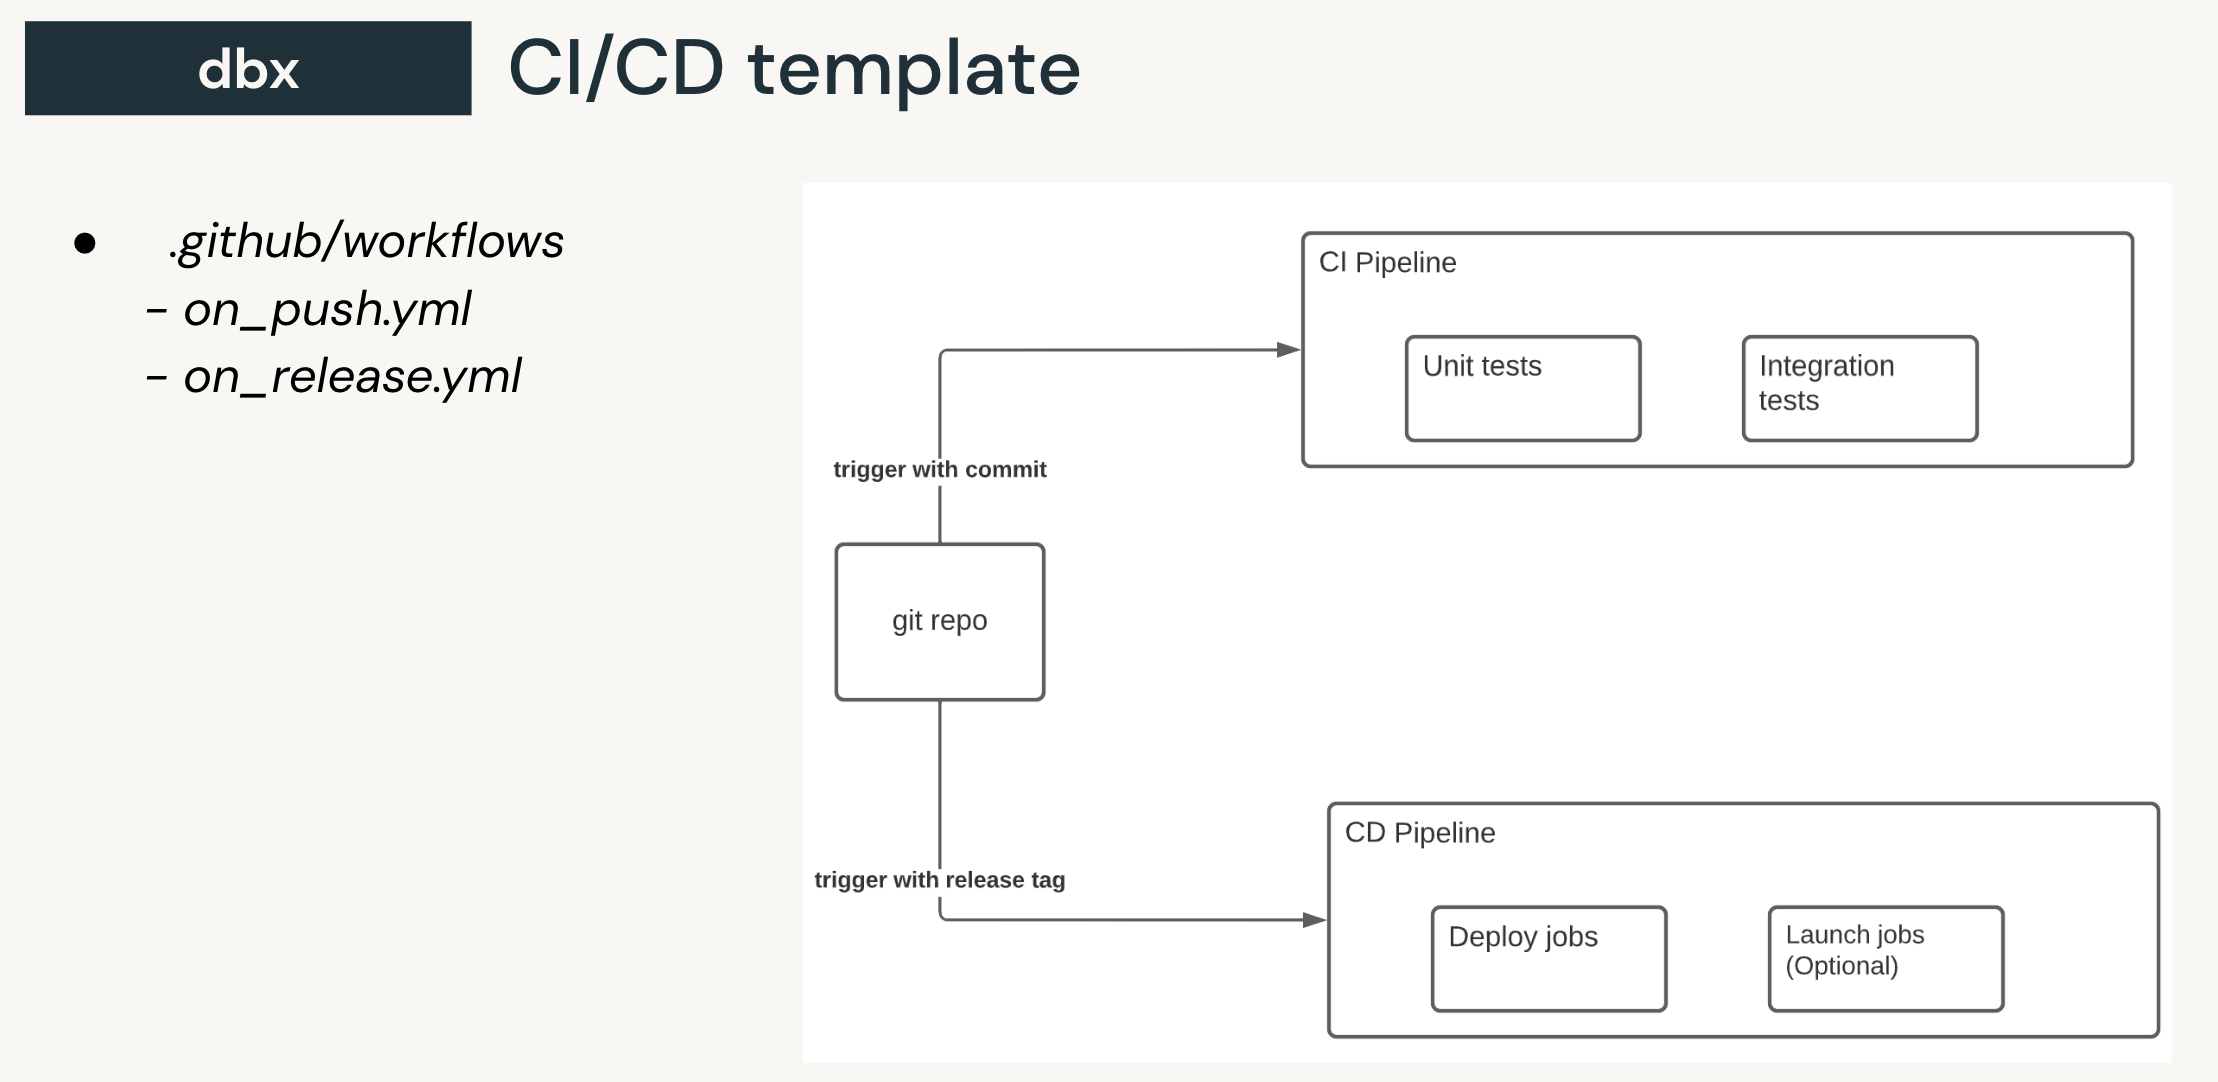 dbx
CI/CD template
● .github/workflows
- on_push.yml
- on_release.yml
CI Pipeline
Unit tests
Integration
tests
trigger with commit
git repo
trigger with release tag
CD Pipeline
Deploy jobs
Launch jobs
(Optional)